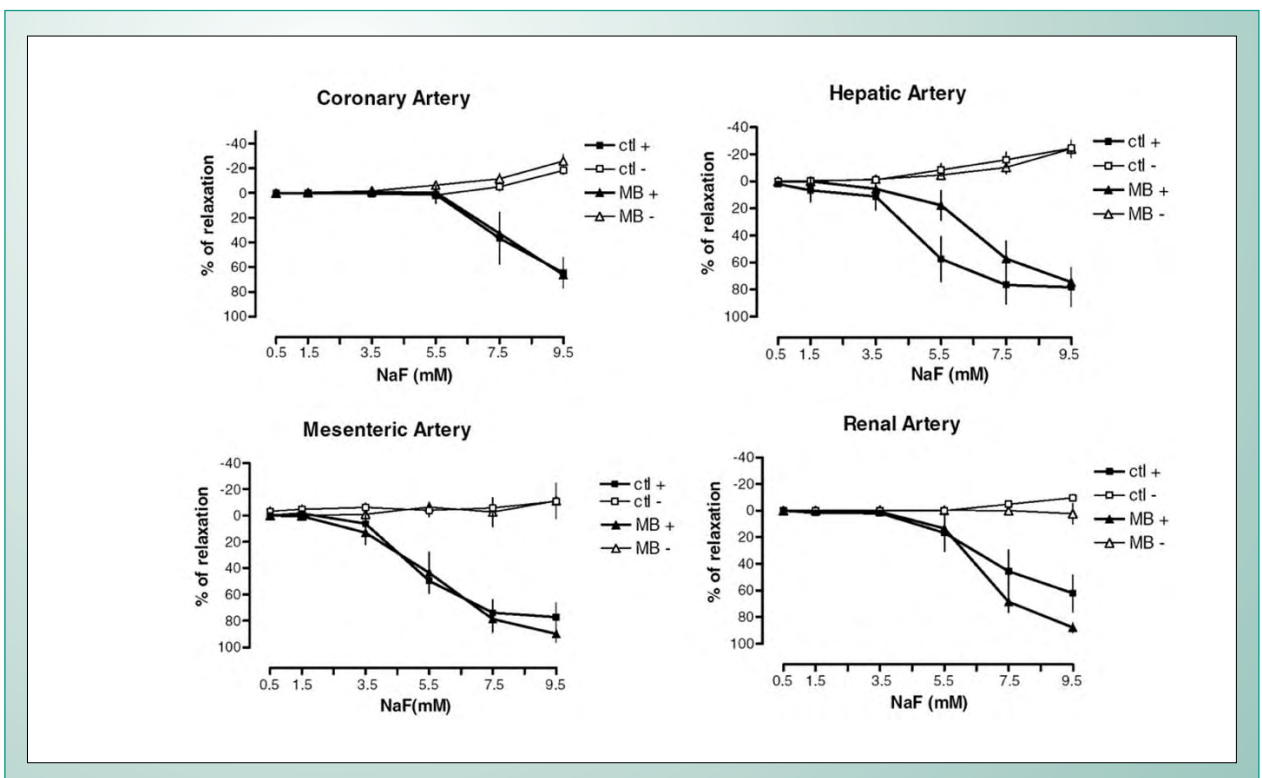 Coronary Artery
% of relaxation
-40
-20
0
20
40
60
80
100
0.5 1.5 3.5 5.5 7.5 9.5
NaF (mM)
ctl +
ctl -
MB +
MB -
Hepatic Artery
% of relaxation
-40
-20
0
20
40
60
80
100
0.5 1.5 3.5 5.5 7.5 9.5
NaF (mM)
ctl +
ctl -
MB +
MB -
Mesenteric Artery
% of relaxation
-40
-20
0
20
40
60
80
100
0.5 1.5 3.5 5.5 7.5 9.5
NaF(mM)
ctl +
ctl -
MB +
MB -
Renal Artery
% of relaxation
-40
-20
0
20
40
60
80
100
0.5 1.5 3.5 5.5 7.5 9.5
NaF (mM)
ctl +
ctl -
MB +
MB -